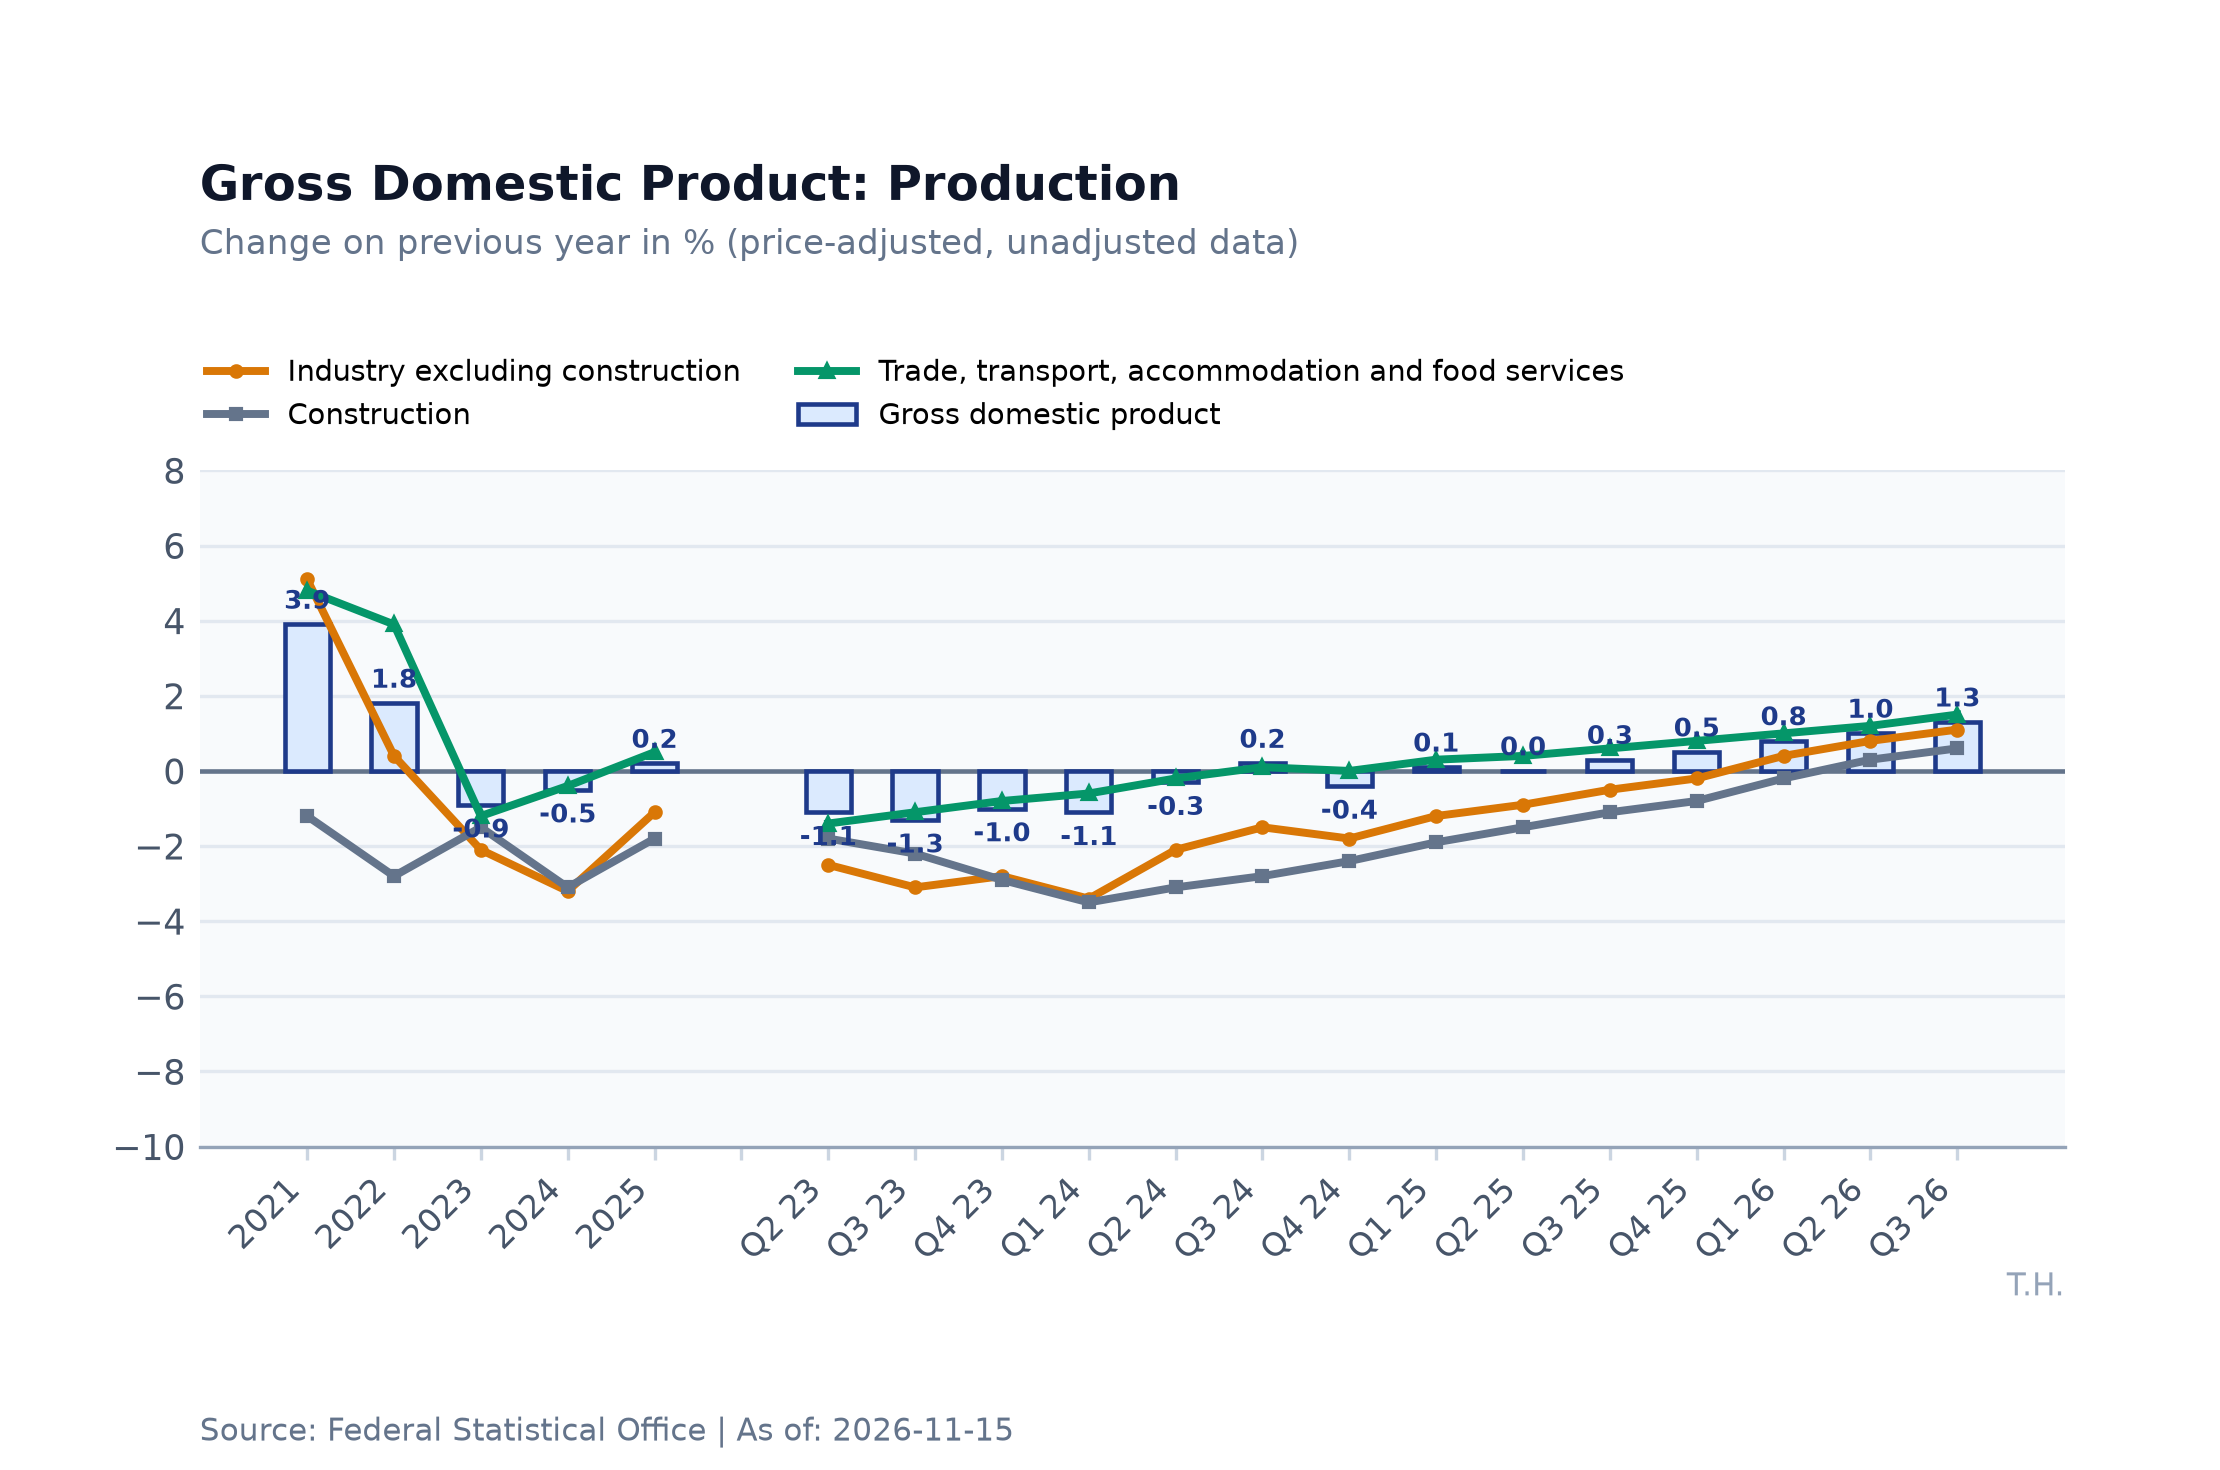 Gross Domestic Product: Production
Change on previous year in % (price-adjusted, unadjusted data)
Industry excluding construction
Construction
Trade, transport, accommodation and food services
Gross domestic product
8
6
4
2
0
−2
−4
−6
−8
−10
3.9
1.8
-0.9
-0.5
0.2
-1.1
-1.3
-1.0
-1.1
-0.3
0.2
-0.4
0.1
0.0
0.3
0.5
0.8
1.0
1.3
2021
2022
2023
2024
2025
Q2 23
Q3 23
Q4 23
Q1 24
Q2 24
Q3 24
Q4 24
Q1 25
Q2 25
Q3 25
Q4 25
Q1 26
Q2 26
Q3 26
T.H.
Source: Federal Statistical Office | As of: 2026-11-15